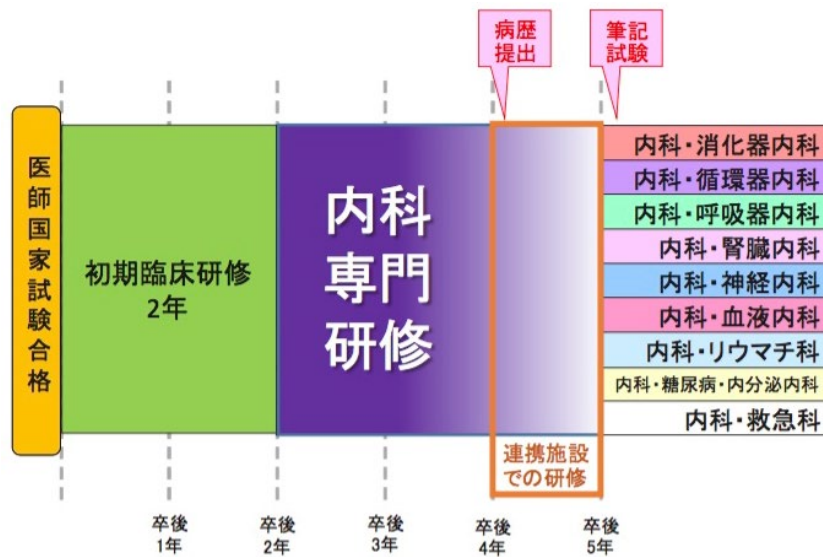 病歴
提出
筆記
試験
医師国家試験合格
初期臨床研修
2年
内科
専門
研修
内科・消化器内科
内科・循環器内科
内科・呼吸器内科
内科・腎臓内科
内科・神経内科
内科・血液内科
内科・リウマチ科
内科・糖尿病・内分泌内科
内科・救急科
連携施設
での研修
卒後
1年
卒後
2年
卒後
3年
卒後
4年
卒後
5年